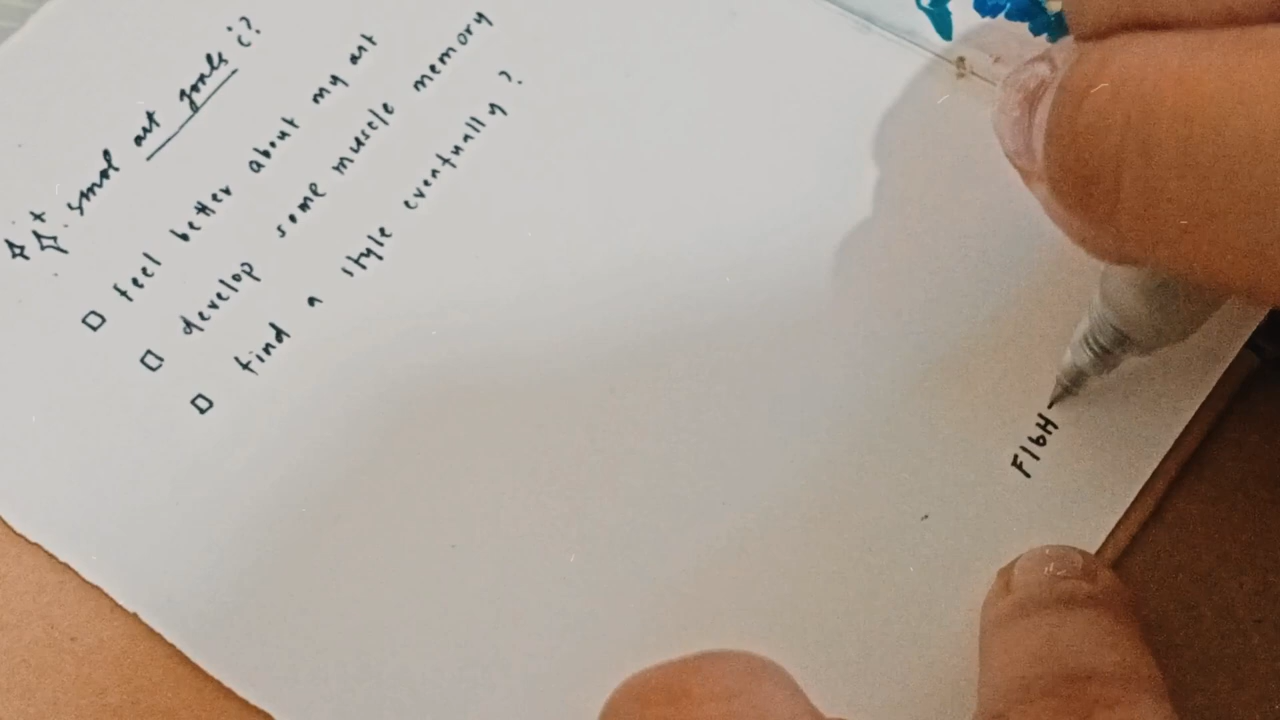 small art goals :?
feel better about my art
develop some muscle memory
find a style eventually?
FIGH